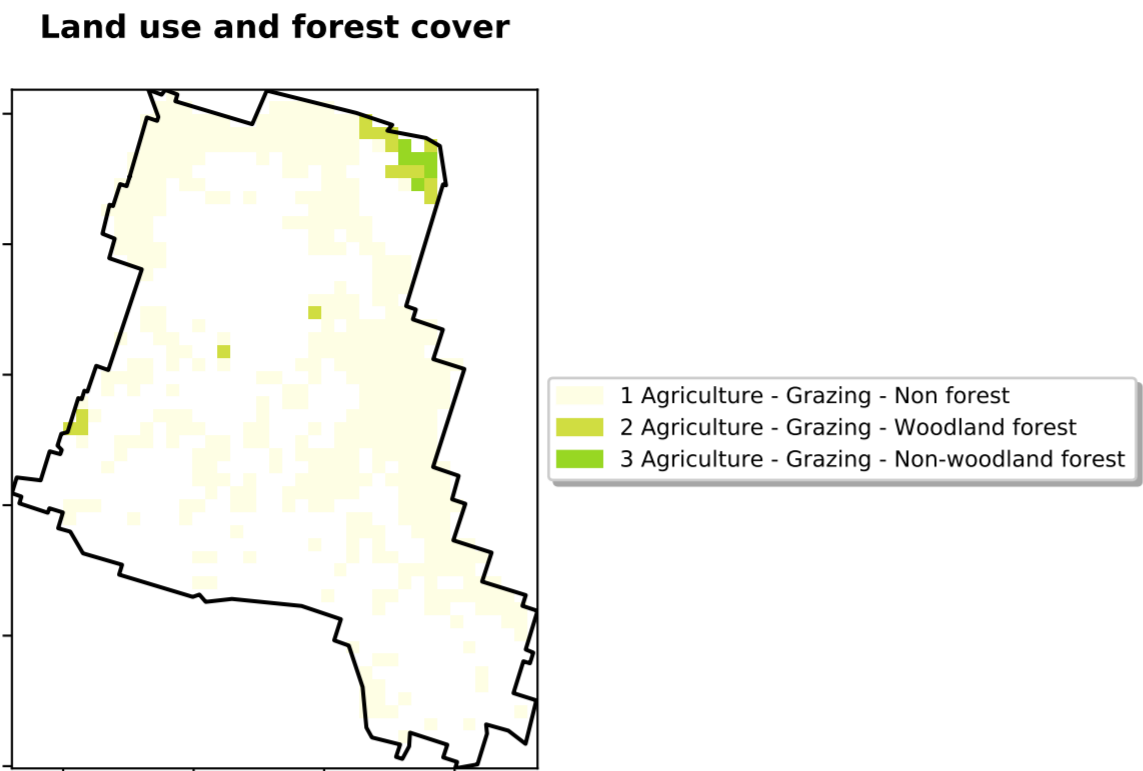 Land use and forest cover
1 Agriculture - Grazing - Non forest
2 Agriculture - Grazing - Woodland forest
3 Agriculture - Grazing - Non-woodland forest